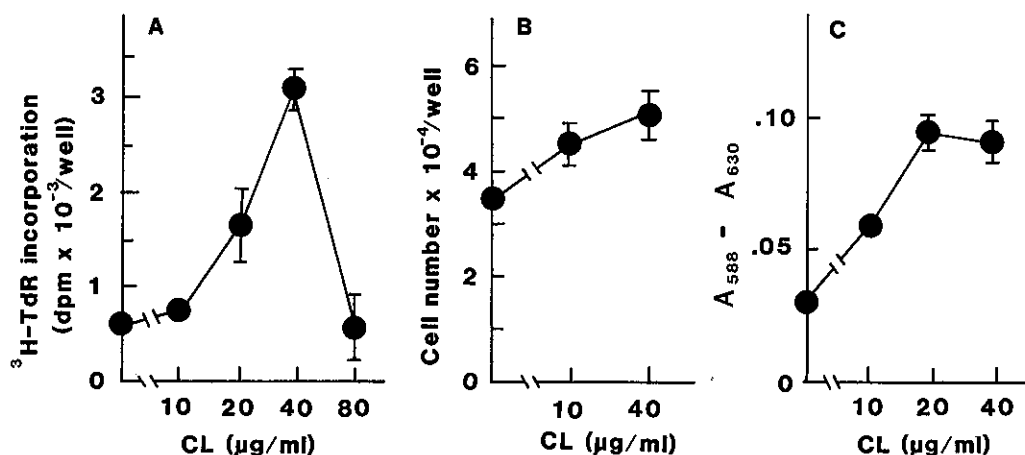 A
³H-TdR incorporation
(dpm x 10⁻³/well)
3
2
1
0
10 20 40 80
CL (µg/ml)
B
Cell number x 10⁻⁴/well
6
4
2
0
10 40
CL (µg/ml)
C
A₅₈₈ - A₆₃₀
.10
.05
0
10 20 40
CL (µg/ml)